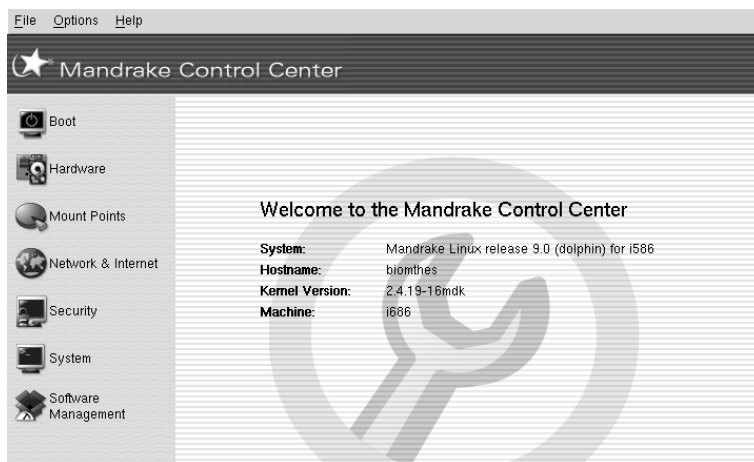 File Options Help
Mandrake Control Center
Boot
Hardware
Mount Points
Network & Internet
Security
System
Software
Management
Welcome to the Mandrake Control Center
System: Mandrake Linux release 9.0 (dolphin) for i586
Hostname: biomthes
Kernel Version: 2.4.19-16mdk
Machine: i686